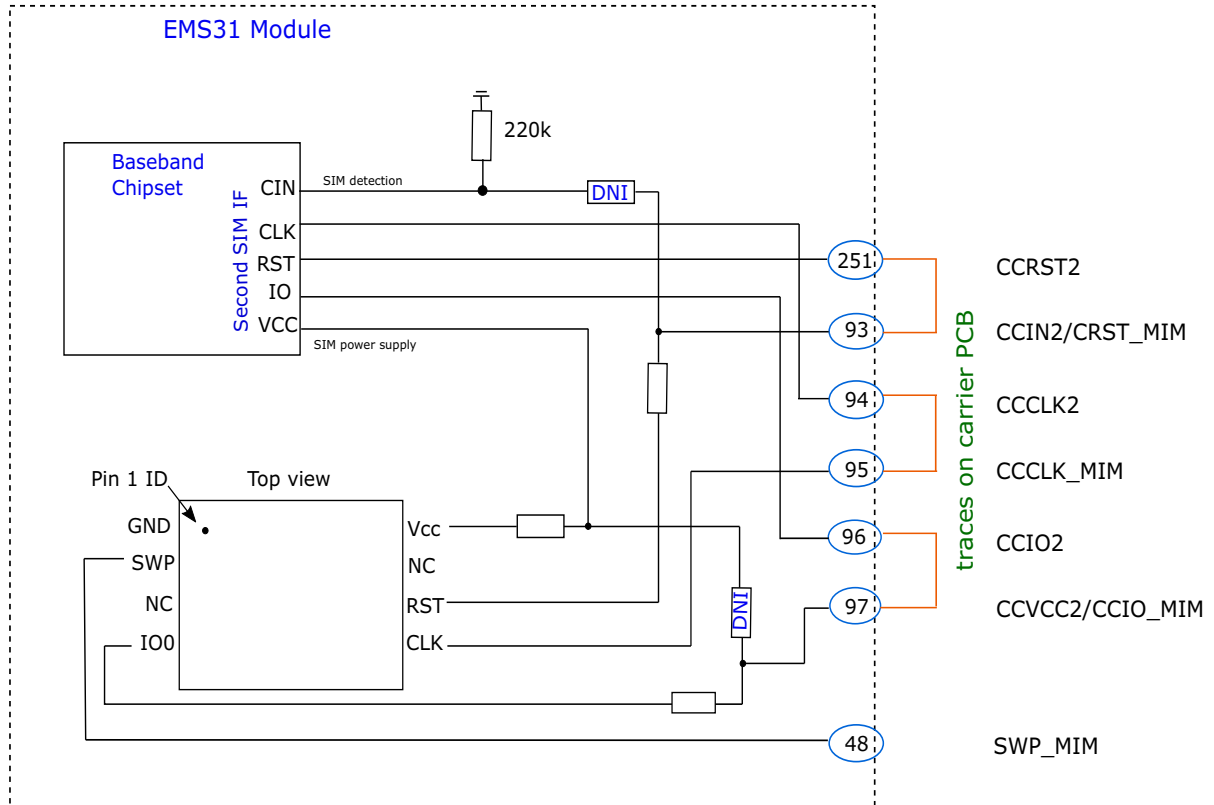 EMS31 Module
220k
Baseband
Chipset
Second SIM IF
CIN
SIM detection
DNI
CLK
RST
IO
VCC
SIM power supply
251
CCRST2
93
CCIN2/CRST_MIM
94
CCCLK2
95
CCCLK_MIM
96
CCIO2
97
CCVCC2/CCIO_MIM
48
SWP_MIM
traces on carrier PCB
Pin 1 ID
Top view
GND
SWP
NC
IO0
Vcc
NC
RST
CLK
DNI